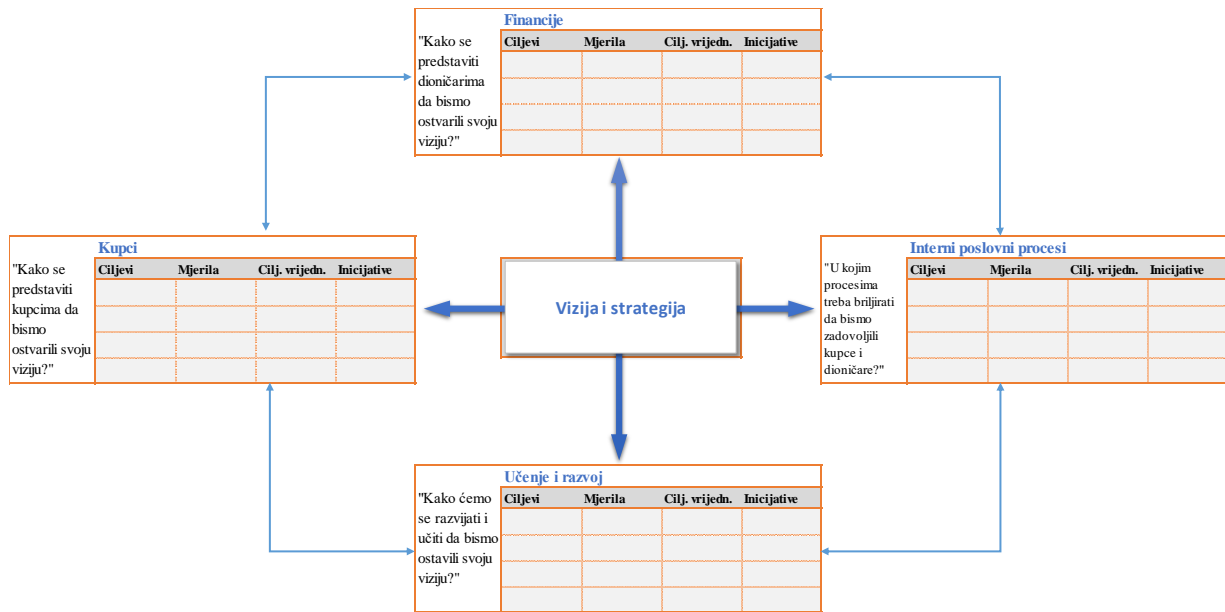 Financije
"Kako se
predstaviti
dioničarima
da bismo
ostvarili svoju
viziju?"
Ciljevi Mjerila Cilj. vrijedn. Inicijative
Kupci
"Kako se
predstaviti
kupcima da
bismo
ostvarili svoju
viziju?"
Ciljevi Mjerila Cilj. vrijedn. Inicijative
Vizija i strategija
Interni poslovni procesi
"U kojim
procesima
treba briljirati
da bismo
zadovoljili
kupce i
dioničare?"
Ciljevi Mjerila Cilj. vrijedn. Inicijative
Učenje i razvoj
"Kako ćemo
se razvijati i
učiti da bismo
ostavili svoju
viziju?"
Ciljevi Mjerila Cilj. vrijedn. Inicijative